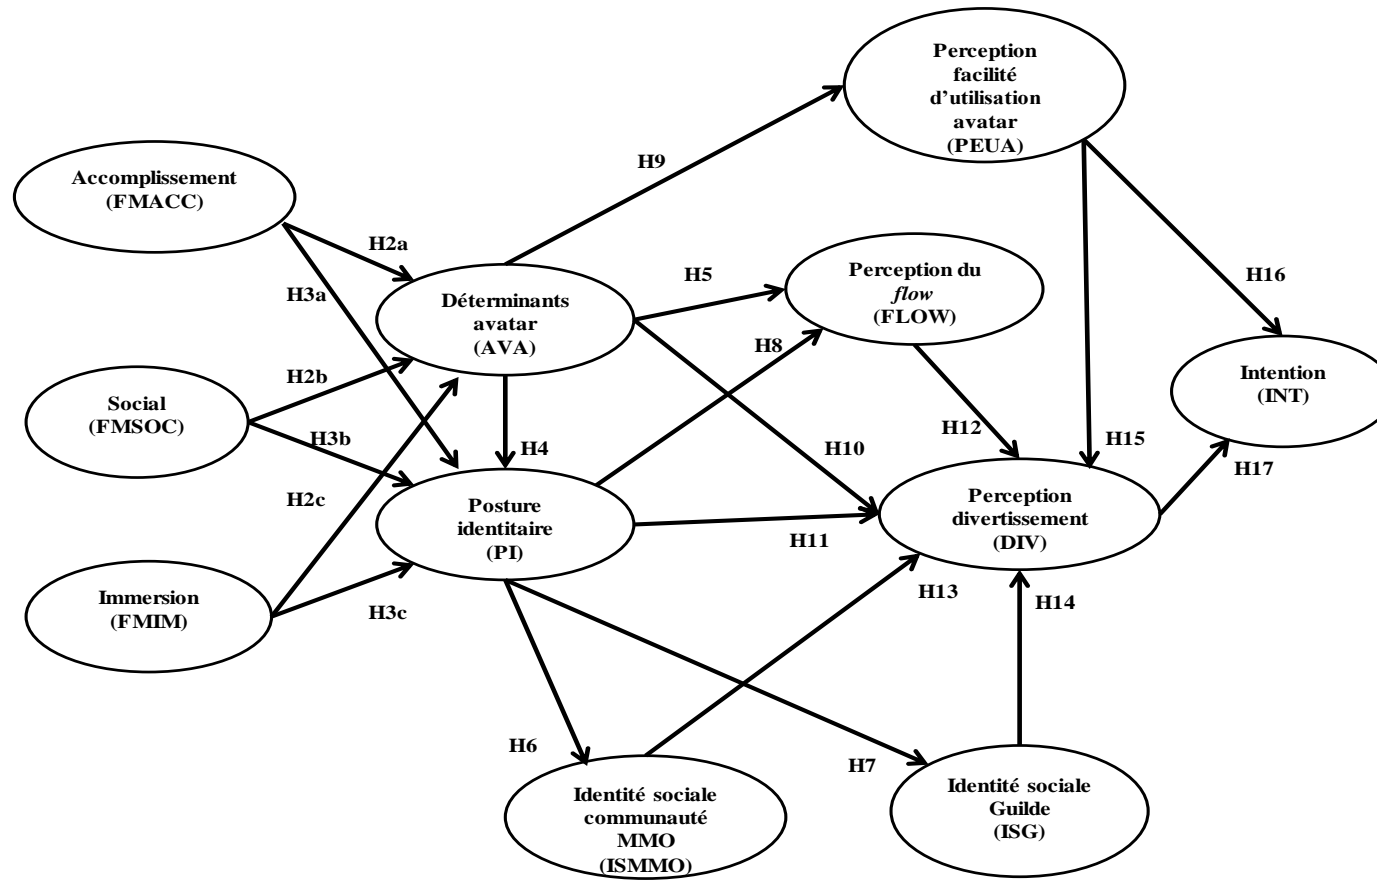 Perception
facilité
d'utilisation
avatar
(PEUA)
H9
Accomplissement
(FMACC)
H2a
H3a
H5
Perception du
flow
(FLOW)
H16
Déterminants
avatar
(AVA)
H8
H2b
Social
(FMSOC)
H3b
Intention
(INT)
H4
H10
H12
H15
H17
H2c
Posture
identitaire
(PI)
H11
Perception
divertissement
(DIV)
Immersion
(FMIM)
H3c
H13
H14
H6
H7
Identité sociale
communauté
MMO
(ISMMO)
Identité sociale
Guilde
(ISG)